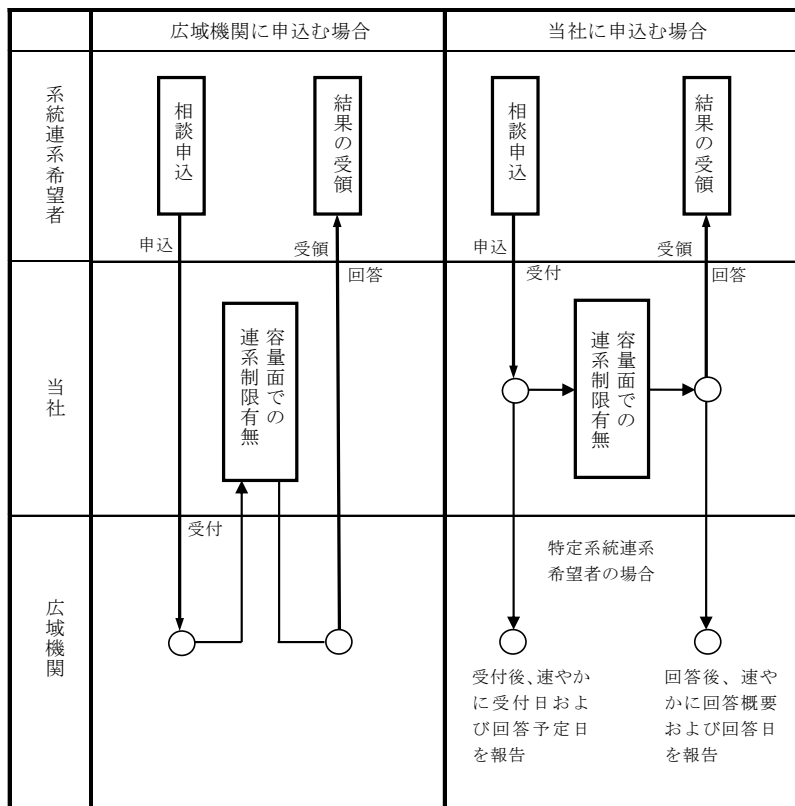 広域機関に申込む場合
当社に申込む場合
系統連系希望者
相談申込
結果の受領
相談申込
結果の受領
申込
受領
申込
受領
回答
受付
回答
当社
容量面での
連系制限有無
容量面での
連系制限有無
受付
広域機関
特定系統連系
希望者の場合
受付後、速やか
に受付日およ
び回答予定日
を報告
回答後、速や
かに回答概要
および回答日
を報告